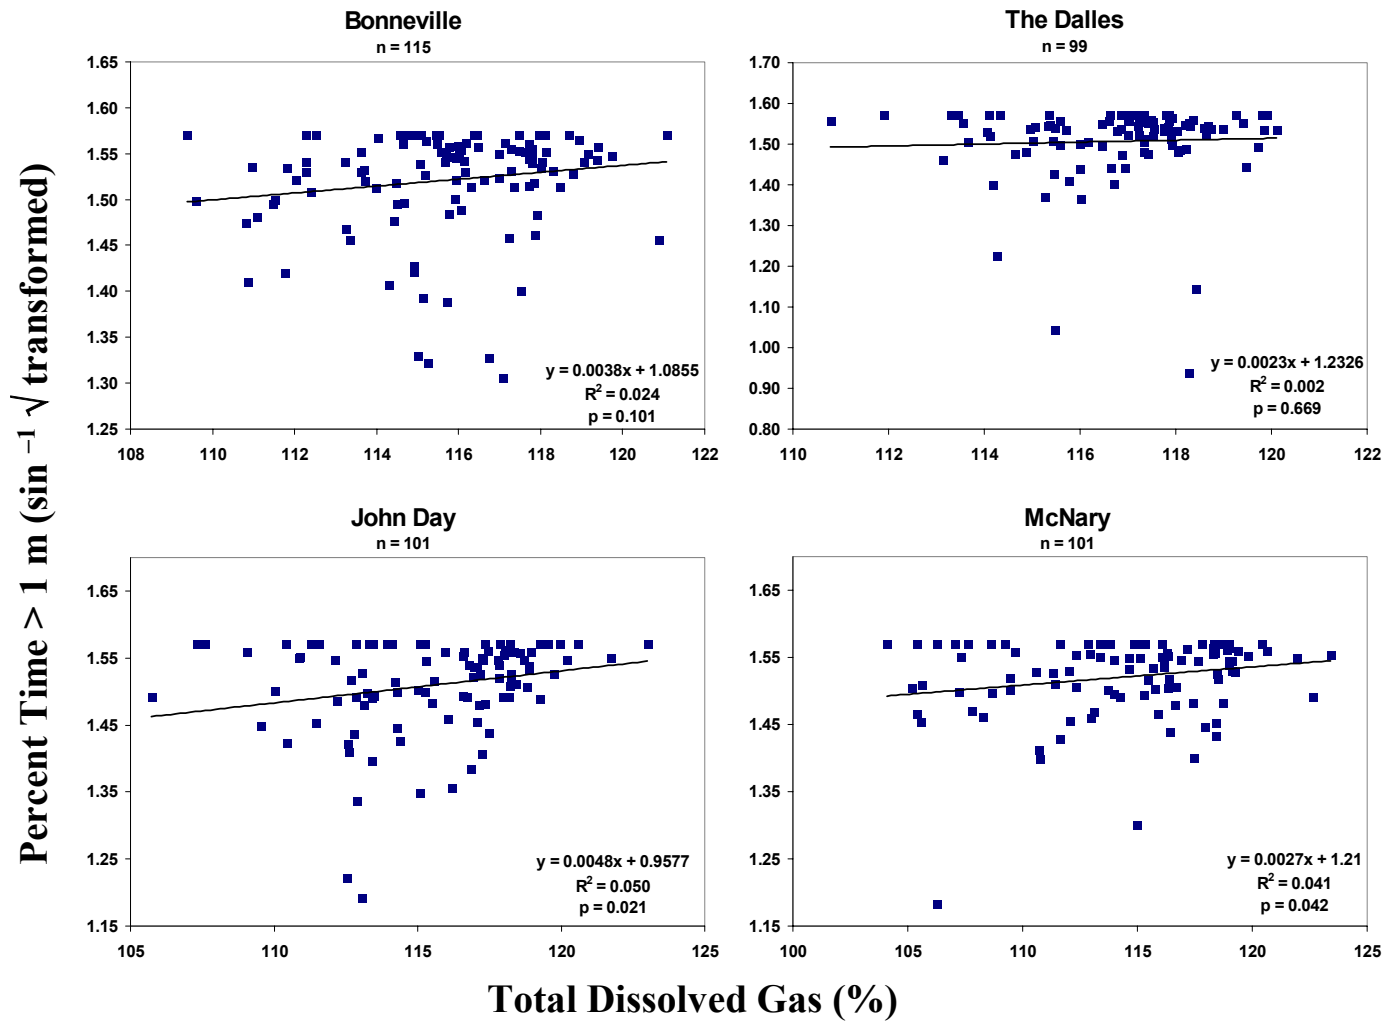 Bonneville
n = 115
1.65
1.60
1.55
1.50
1.45
1.40
1.35
1.30
1.25
108 110 112 114 116 118 120 122
y = 0.0038x + 1.0855
R² = 0.024
p = 0.101
The Dalles
n = 99
1.70
1.60
1.50
1.40
1.30
1.20
1.10
1.00
0.90
0.80
110 112 114 116 118 120 122
y = 0.0023x + 1.2326
R² = 0.002
p = 0.669
John Day
n = 101
1.65
1.55
1.45
1.35
1.25
1.15
105 110 115 120 125
y = 0.0048x + 0.9577
R² = 0.050
p = 0.021
McNary
n = 101
1.65
1.55
1.45
1.35
1.25
1.15
100 105 110 115 120 125
y = 0.0027x + 1.21
R² = 0.041
p = 0.042
Percent Time > 1 m (sin⁻¹ √ transformed)
Total Dissolved Gas (%)